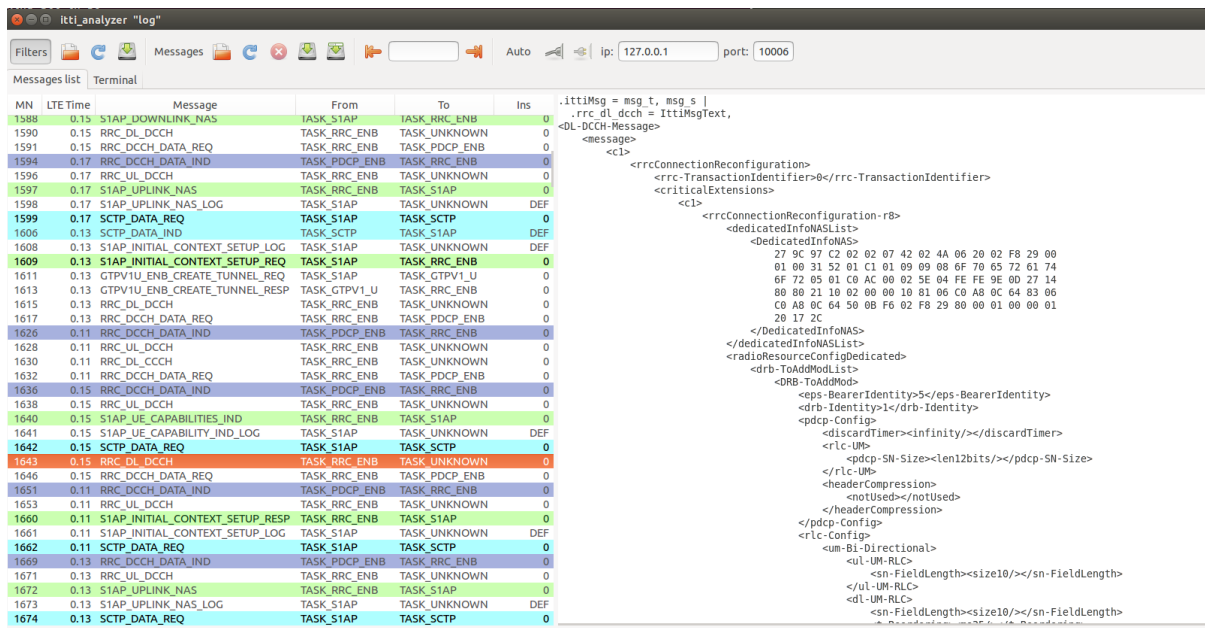 itti_analyzer "log"
Filters Messages Auto ip: 127.0.0.1 port: 10006
Messages list Terminal
MN LTE Time Message From To Ins
1588 0.15 S1AP_DOWNLINK_NAS TASK_S1AP TASK_RRC_ENB 0
1590 0.15 RRC_DL_DCCH TASK_RRC_ENB TASK_UNKNOWN 0
1591 0.15 RRC_DCCH_DATA_REQ TASK_RRC_ENB TASK_PDCP_ENB 0
1594 0.17 RRC_DCCH_DATA_IND TASK_PDCP_ENB TASK_RRC_ENB 0
1596 0.17 RRC_UL_DCCH TASK_RRC_ENB TASK_UNKNOWN 0
1597 0.17 S1AP_UPLINK_NAS TASK_RRC_ENB TASK_S1AP 0
1598 0.17 S1AP_UPLINK_NAS_LOG TASK_S1AP TASK_UNKNOWN DEF
1599 0.17 SCTP_DATA_REQ TASK_S1AP TASK_SCTP 0
1606 0.13 SCTP_DATA_IND TASK_SCTP TASK_S1AP DEF
1608 0.13 S1AP_INITIAL_CONTEXT_SETUP_LOG TASK_S1AP TASK_UNKNOWN DEF
1609 0.13 S1AP_INITIAL_CONTEXT_SETUP_REQ TASK_S1AP TASK_RRC_ENB 0
1611 0.13 GTPV1U_ENB_CREATE_TUNNEL_REQ TASK_S1AP TASK_GTPV1_U 0
1613 0.13 GTPV1U_ENB_CREATE_TUNNEL_RESP TASK_GTPV1_U TASK_RRC_ENB 0
1615 0.13 RRC_DL_DCCH TASK_RRC_ENB TASK_UNKNOWN 0
1617 0.13 RRC_DCCH_DATA_REQ TASK_RRC_ENB TASK_PDCP_ENB 0
1626 0.11 RRC_DCCH_DATA_IND TASK_PDCP_ENB TASK_RRC_ENB 0
1628 0.11 RRC_UL_DCCH TASK_RRC_ENB TASK_UNKNOWN 0
1630 0.11 RRC_DL_CCCH TASK_RRC_ENB TASK_UNKNOWN 0
1632 0.11 RRC_DCCH_DATA_REQ TASK_RRC_ENB TASK_PDCP_ENB 0
1636 0.15 RRC_DCCH_DATA_IND TASK_PDCP_ENB TASK_RRC_ENB 0
1638 0.15 RRC_UL_DCCH TASK_RRC_ENB TASK_UNKNOWN 0
1640 0.15 S1AP_UE_CAPABILITIES_IND TASK_RRC_ENB TASK_S1AP 0
1641 0.15 S1AP_UE_CAPABILITY_IND_LOG TASK_S1AP TASK_UNKNOWN DEF
1642 0.15 SCTP_DATA_REQ TASK_S1AP TASK_SCTP 0
1643 0.15 RRC_DL_DCCH TASK_RRC_ENB TASK_UNKNOWN 0
1646 0.15 RRC_DCCH_DATA_REQ TASK_RRC_ENB TASK_PDCP_ENB 0
1651 0.11 RRC_DCCH_DATA_IND TASK_PDCP_ENB TASK_RRC_ENB 0
1653 0.11 RRC_UL_DCCH TASK_RRC_ENB TASK_UNKNOWN 0
1660 0.11 S1AP_INITIAL_CONTEXT_SETUP_RESP TASK_RRC_ENB TASK_S1AP 0
1661 0.11 S1AP_INITIAL_CONTEXT_SETUP_LOG TASK_S1AP TASK_UNKNOWN DEF
1662 0.11 SCTP_DATA_REQ TASK_S1AP TASK_SCTP 0
1669 0.13 RRC_DCCH_DATA_IND TASK_PDCP_ENB TASK_RRC_ENB 0
1671 0.13 RRC_UL_DCCH TASK_RRC_ENB TASK_UNKNOWN 0
1672 0.13 S1AP_UPLINK_NAS TASK_RRC_ENB TASK_S1AP 0
1673 0.13 S1AP_UPLINK_NAS_LOG TASK_S1AP TASK_UNKNOWN DEF
1674 0.13 SCTP_DATA_REQ TASK_S1AP TASK_SCTP 0
.ittiMsg = msg_t, msg_s |
.rrc_dl_dcch = IttiMsgText,
<DL-DCCH-Message>
<message>
<c1>
<rrcConnectionReconfiguration>
<rrc-TransactionIdentifier>0</rrc-TransactionIdentifier>
<criticalExtensions>
<c1>
<rrcConnectionReconfiguration-r8>
<dedicatedInfoNASList>
<DedicatedInfoNAS>
27 9C 97 C2 02 02 07 42 02 4A 06 20 02 F8 29 00
01 00 31 52 01 C1 01 09 09 08 6F 70 65 72 61 74
6F 72 05 01 C0 AC 00 02 5E 04 FE FE 9E 0D 27 14
80 80 21 10 02 00 00 10 81 06 C0 A8 0C 64 83 06
C0 A8 0C 64 50 0B F6 02 F8 29 80 00 01 00 00 01
20 17 2C
</DedicatedInfoNAS>
</dedicatedInfoNASList>
<radioResourceConfigDedicated>
<drb-ToAddModList>
<DRB-ToAddMod>
<eps-BearerIdentity>5</eps-BearerIdentity>
<drb-Identity>1</drb-Identity>
<pdcp-Config>
<discardTimer><infinity/></discardTimer>
<rlc-UM>
<pdcp-SN-Size><len12bits/></pdcp-SN-Size>
</rlc-UM>
<headerCompression>
<notUsed></notUsed>
</headerCompression>
</pdcp-Config>
<rlc-Config>
<um-Bi-Directional>
<ul-UM-RLC>
<sn-FieldLength><size10/></sn-FieldLength>
</ul-UM-RLC>
<dl-UM-RLC>
<sn-FieldLength><size10/></sn-FieldLength>